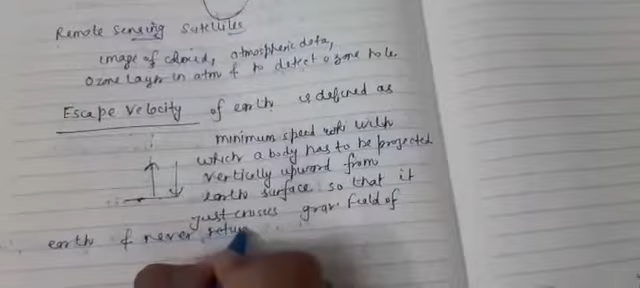 Remote Sensing Satellites
image of cloud, atmospheric data,
Ozone Layer in atm & to detect ozone hole
Escape Velocity of earth is defined as
minimum speed with
which a body has to be projected
vertically upward from
earth surface so that it
just crosses grav. field of
earth & never retur